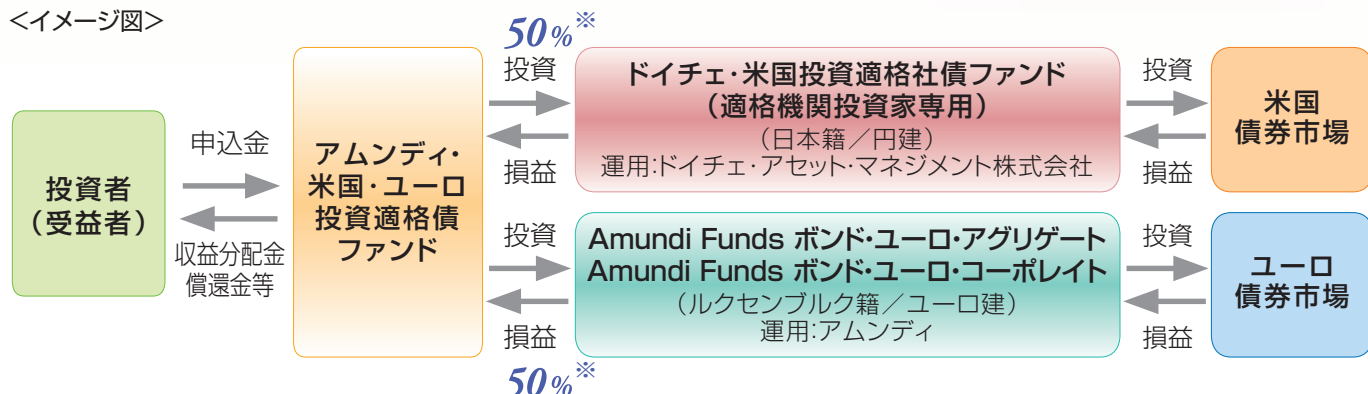 <イメージ図>
投資者
(受益者)
申込金
収益分配金
償還金等
アムンディ・
米国・ユーロ
投資適格債
ファンド
50%※
投資
損益
ドイチェ・米国投資適格社債ファンド
(適格機関投資家専用)
(日本籍/円建)
運用:ドイチェ・アセット・マネジメント株式会社
投資
損益
米国
債券市場
投資
損益
50%※
Amundi Funds ボンド・ユーロ・アグリゲート
Amundi Funds ボンド・ユーロ・コーポレイト
(ルクセンブルク籍/ユーロ建)
運用:アムンディ
投資
損益
ユーロ
債券市場